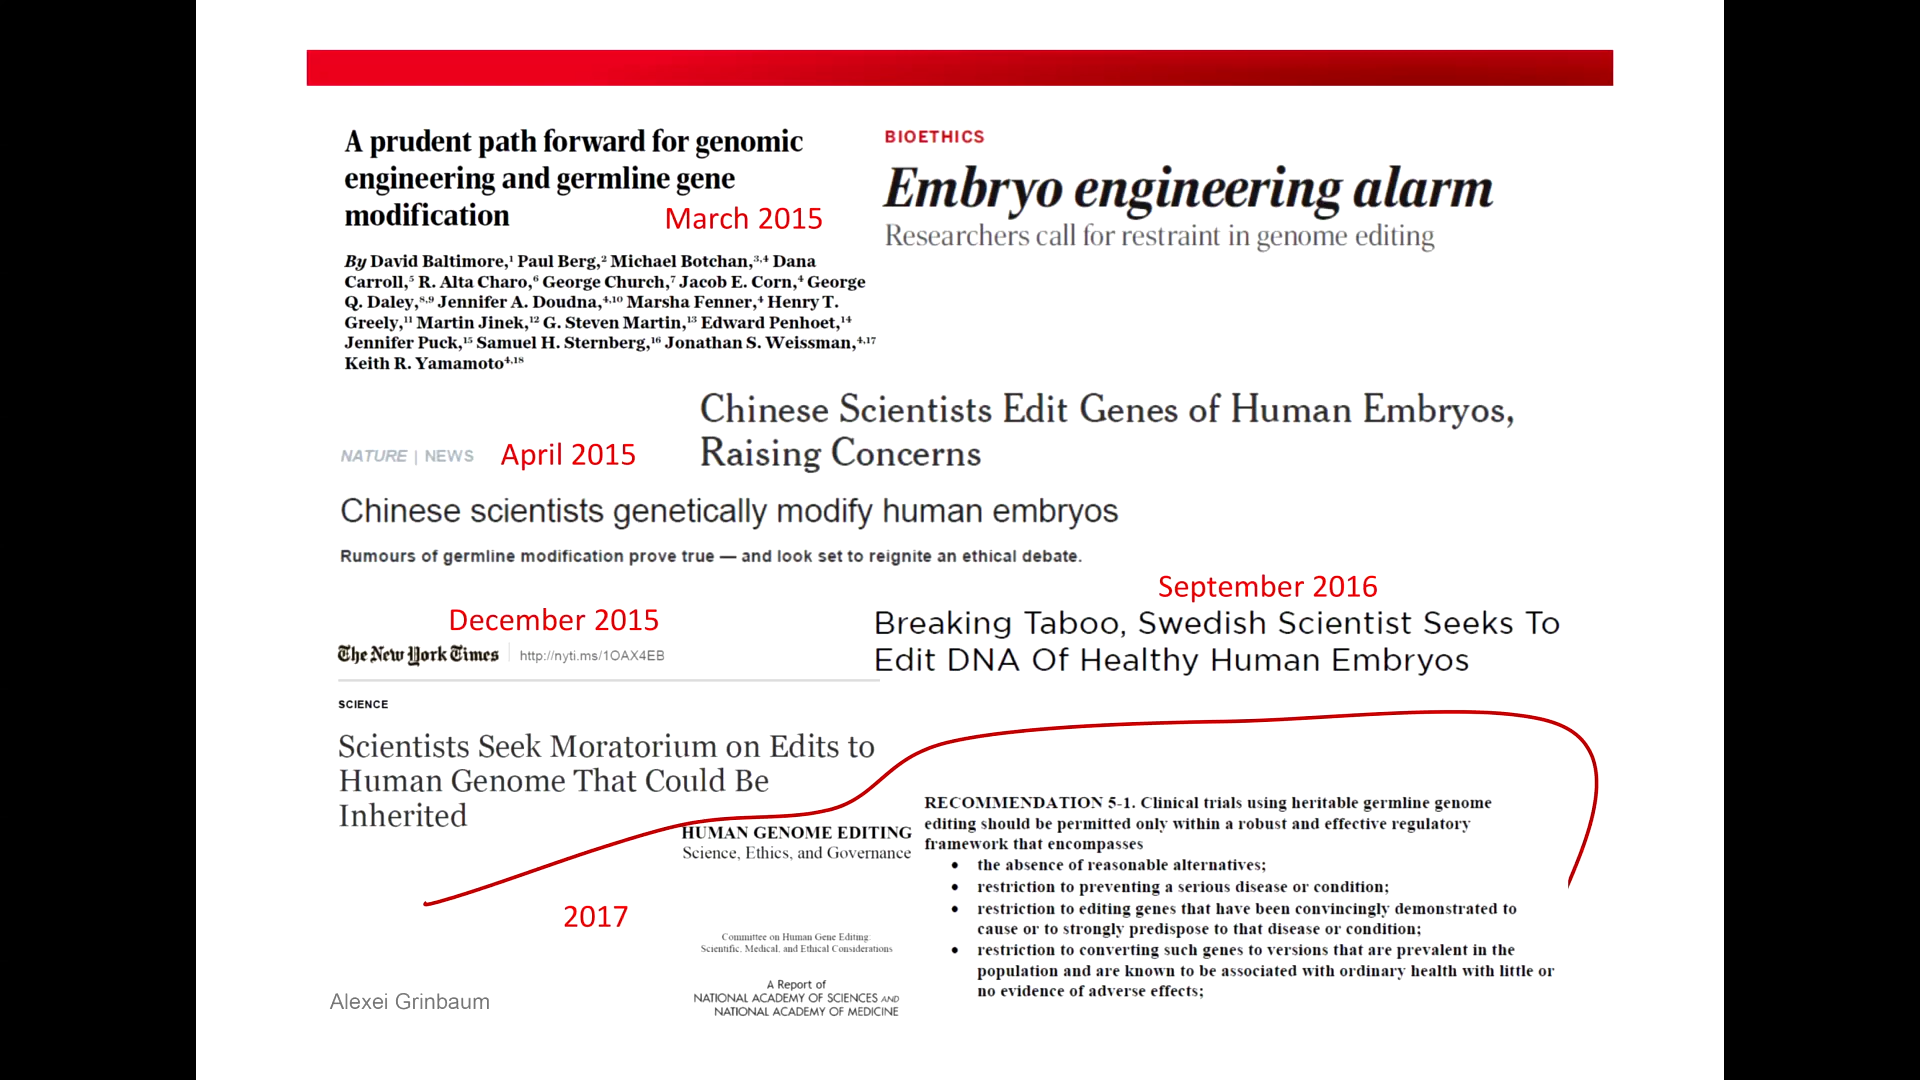 A prudent path forward for genomic
engineering and germline gene
modification
March 2015
By David Baltimore,¹ Paul Berg,² Michael Botchan,³,⁴ Dana
Carroll,⁵ R. Alta Charo,⁶ George Church,⁷ Jacob E. Corn,⁴ George
Q. Daley,⁸,⁹ Jennifer A. Doudna,⁴,¹⁰ Marsha Fenner,⁴ Henry T.
Greely,¹¹ Martin Jinek,¹² G. Steven Martin,¹³ Edward Penhoet,¹⁴
Jennifer Puck,¹⁵ Samuel H. Sternberg,¹⁶ Jonathan S. Weissman,⁴,¹⁷
Keith R. Yamamoto⁴,¹⁸
BIOETHICS
Embryo engineering alarm
Researchers call for restraint in genome editing
Chinese Scientists Edit Genes of Human Embryos,
Raising Concerns
NATURE | NEWS
April 2015
Chinese scientists genetically modify human embryos
Rumours of germline modification prove true — and look set to reignite an ethical debate.
December 2015
The New York Times
http://nyti.ms/1OAX4EB
SCIENCE
Scientists Seek Moratorium on Edits to
Human Genome That Could Be
Inherited
September 2016
Breaking Taboo, Swedish Scientist Seeks To
Edit DNA Of Healthy Human Embryos
2017
HUMAN GENOME EDITING
Science, Ethics, and Governance
Committee on Human Gene Editing:
Scientific, Medical, and Ethical Considerations
A Report of
NATIONAL ACADEMY OF SCIENCES AND
NATIONAL ACADEMY OF MEDICINE
RECOMMENDATION 5-1. Clinical trials using heritable germline genome
editing should be permitted only within a robust and effective regulatory
framework that encompasses
• the absence of reasonable alternatives;
• restriction to preventing a serious disease or condition;
• restriction to editing genes that have been convincingly demonstrated to
cause or to strongly predispose to that disease or condition;
• restriction to converting such genes to versions that are prevalent in the
population and are known to be associated with ordinary health with little or
no evidence of adverse effects;
Alexei Grinbaum